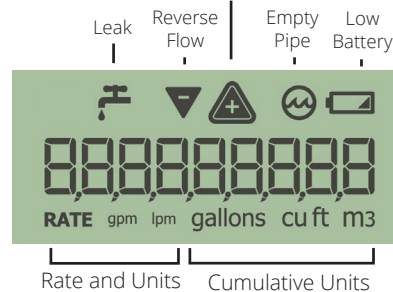 Leak
Reverse
Flow
Empty
Pipe
Low
Battery
8,8,8,8,8,8,8,8,8
RATE gpm lpm gallons cu ft m3
Rate and Units
Cumulative Units